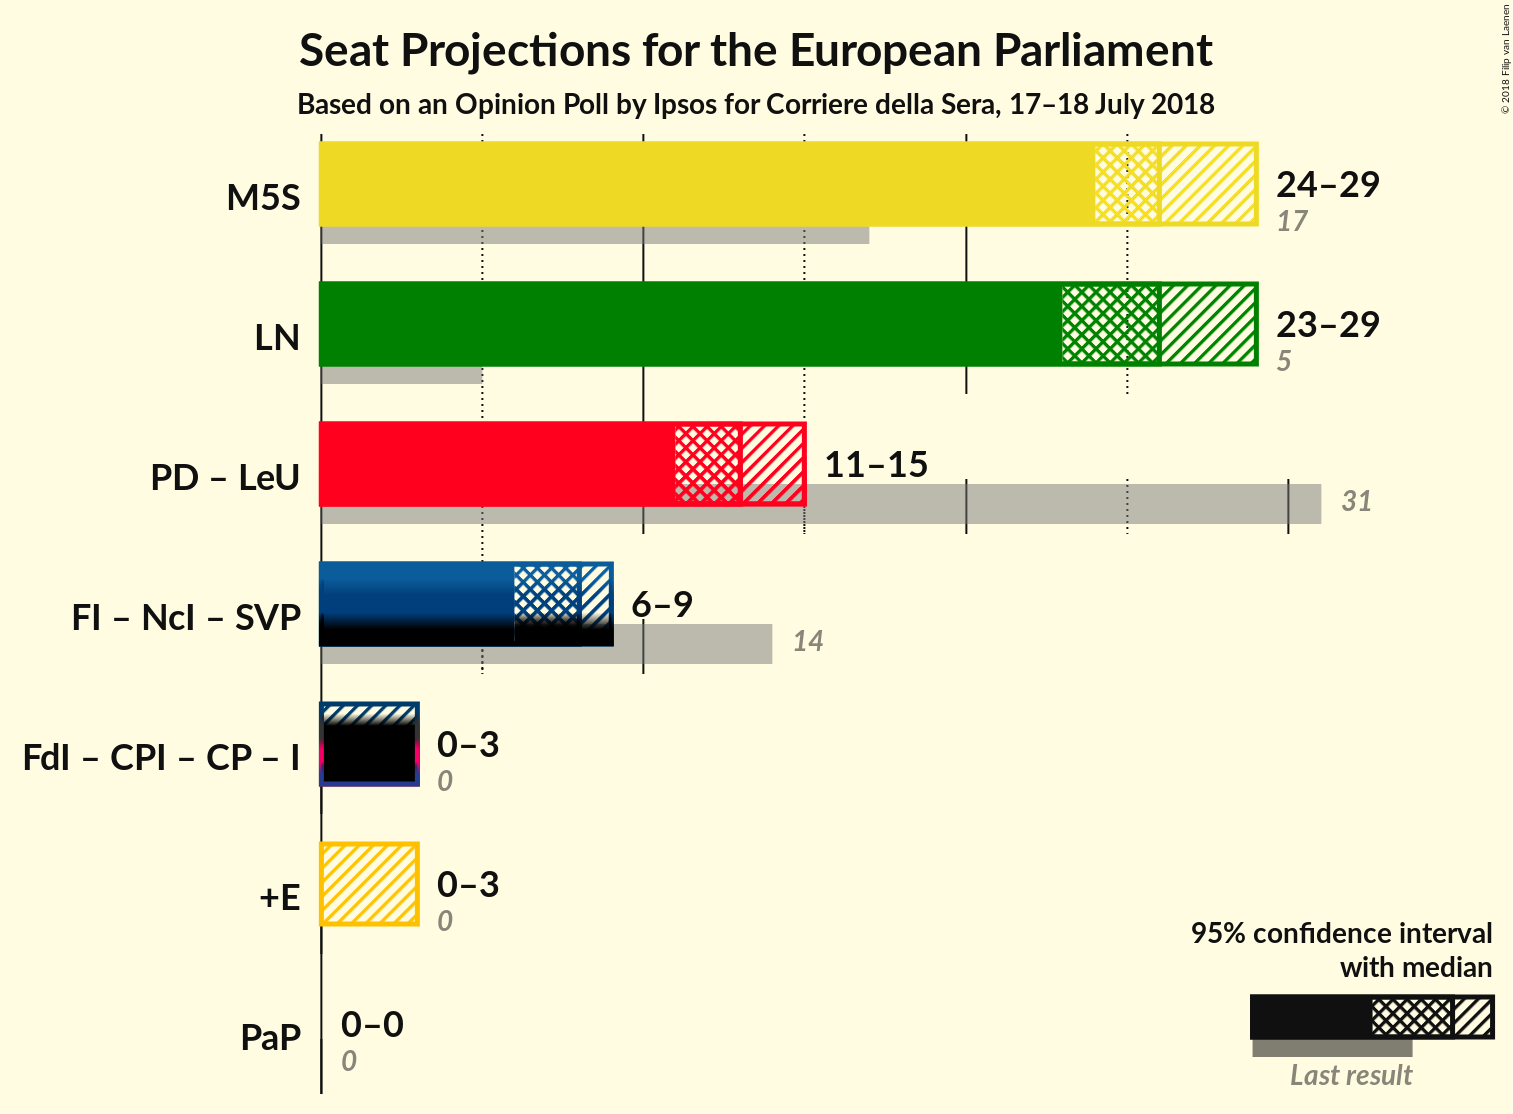 Seat Projections for the European Parliament
Based on an Opinion Poll by Ipsos for Corriere della Sera, 17–18 July 2018
© 2018 Filip van Laenen
M5S
24–29
17
LN
23–29
5
PD – LeU
11–15
31
FI – NcI – SVP
6–9
14
FdI – CPI – CP – I
0–3
0
+E
0–3
0
PaP
0–0
0
95% confidence interval
with median
Last result